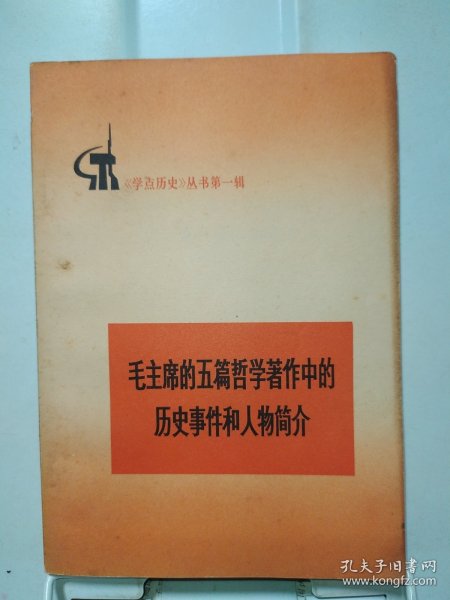 《学点历史》丛书第一辑
毛主席的五篇哲学著作中的
历史事件和人物简介
孔夫子旧书网
www.kongfz.com